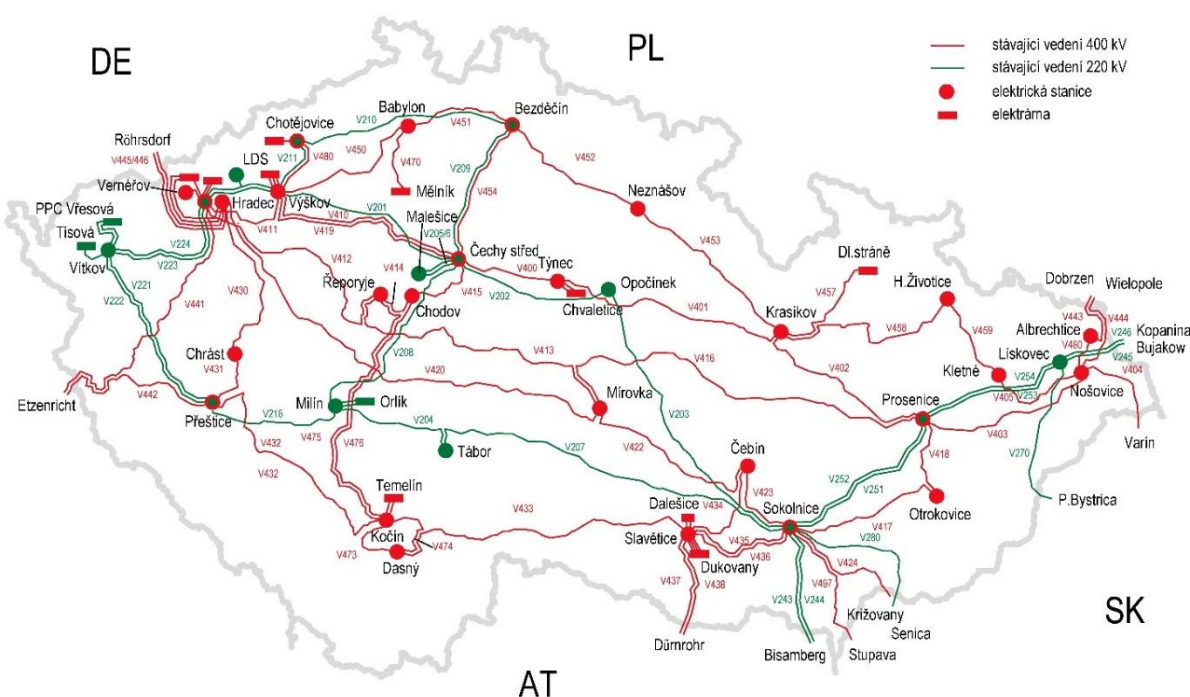 DE
PL
stávající vedení 400 kV
stávající vedení 220 kV
elektrická stanice
elektrárna
Babylon
Bezděčín
Chotějovice
V210
V451
Röhrsdorf
V445/446
LDS
V211
V480
V450
V470
V209
V452
Vernéřov
Hradec
Výškov
Mělník
V454
Neznášov
PPC Vřesová
Tisová
Vítkov
V224
V223
V411
V410
V419
V201
Malešice
V205/6
Čechy střed
V453
V412
V414
V415
V400
Týnec
Dl.stráně
Dobrzen
Wielopole
V222
V221
V441
V430
Řeporyje
Chodov
V202
Chvaletice
Opočínek
V401
V457
H.Životice
V443
V444
Krasíkov
V458
V459
Albrechtice
V460
V246
Kopanina
Bujakow
V245
Chrást
V431
V208
V413
V416
V402
Kletné
Lískovec
V254
V253
V405
Nošovice
V404
V442
Etzenricht
Přeštice
V420
Milín
Orlík
Mírovka
Prosenice
V403
V216
V475
V476
V204
V203
Varín
V432
V432
Tábor
V207
V422
Čebín
V418
V270
V252
V251
Temelín
V423
Otrokovice
P.Bystrica
Kočín
V433
Dalešice
V434
Sokolnice
V417
V473
V474
Dasný
Slavětice
V435
V436
Dukovany
V280
V437
V438
V497
V424
V243
V244
Křižovany
Senica
SK
Dürnrohr
Bisamberg
Stupava
AT